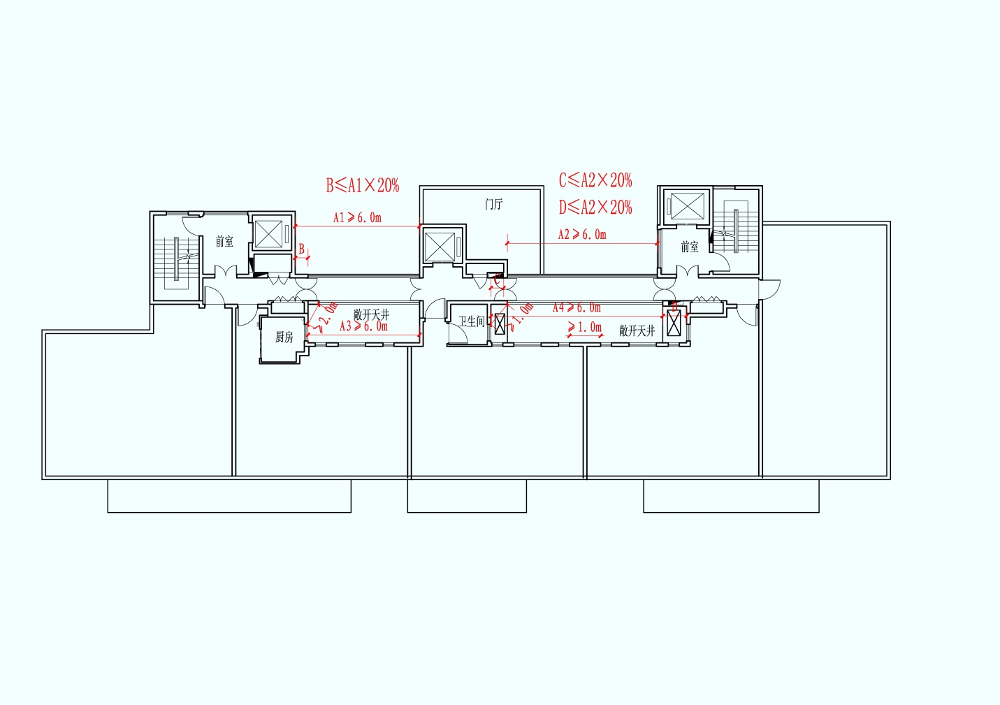 B≤A1×20%
C≤A2×20%
D≤A2×20%
门厅
A1≥6.0m
A2≥6.0m
前室
前室
B
C
敞开天井
≥2.0m
A3≥6.0m
厨房
卫生间
≥1.0m
A4≥6.0m
D
≥1.0m
敞开天井